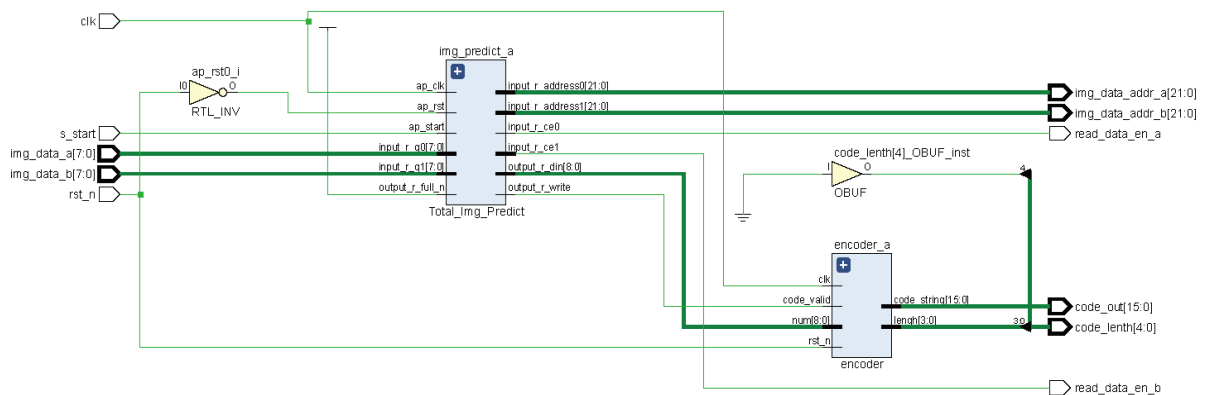 clk
img_predict_a
ap_rst0_i
I0
O
RTL_INV
ap_clk
input_r_address0[21:0]
img_data_addr_a[21:0]
ap_rst
input_r_address1[21:0]
img_data_addr_b[21:0]
s_start
ap_start
input_r_ce0
read_data_en_a
img_data_a[7:0]
input_r_q0[7:0]
input_r_ce1
code_lenth[4]_OBUF_inst
img_data_b[7:0]
input_r_q1[7:0]
output_r_din[8:0]
I
O
4
rst_n
output_r_full_n
output_r_write
OBUF
Total_Img_Predict
encoder_a
clk
code_valid
code_string[15:0]
code_out[15:0]
num[8:0]
lengh[3:0]
3:0
code_lenth[4:0]
rst_n
encoder
read_data_en_b